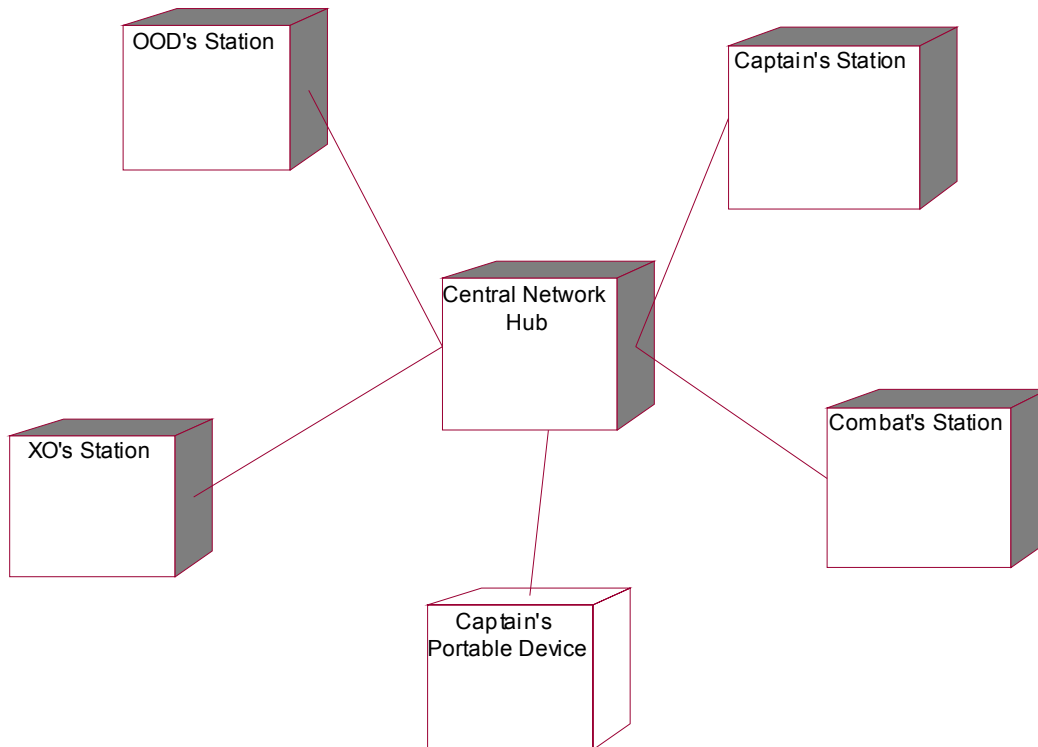 OOD's Station
Captain's Station
Central Network
Hub
XO's Station
Combat's Station
Captain's
Portable Device